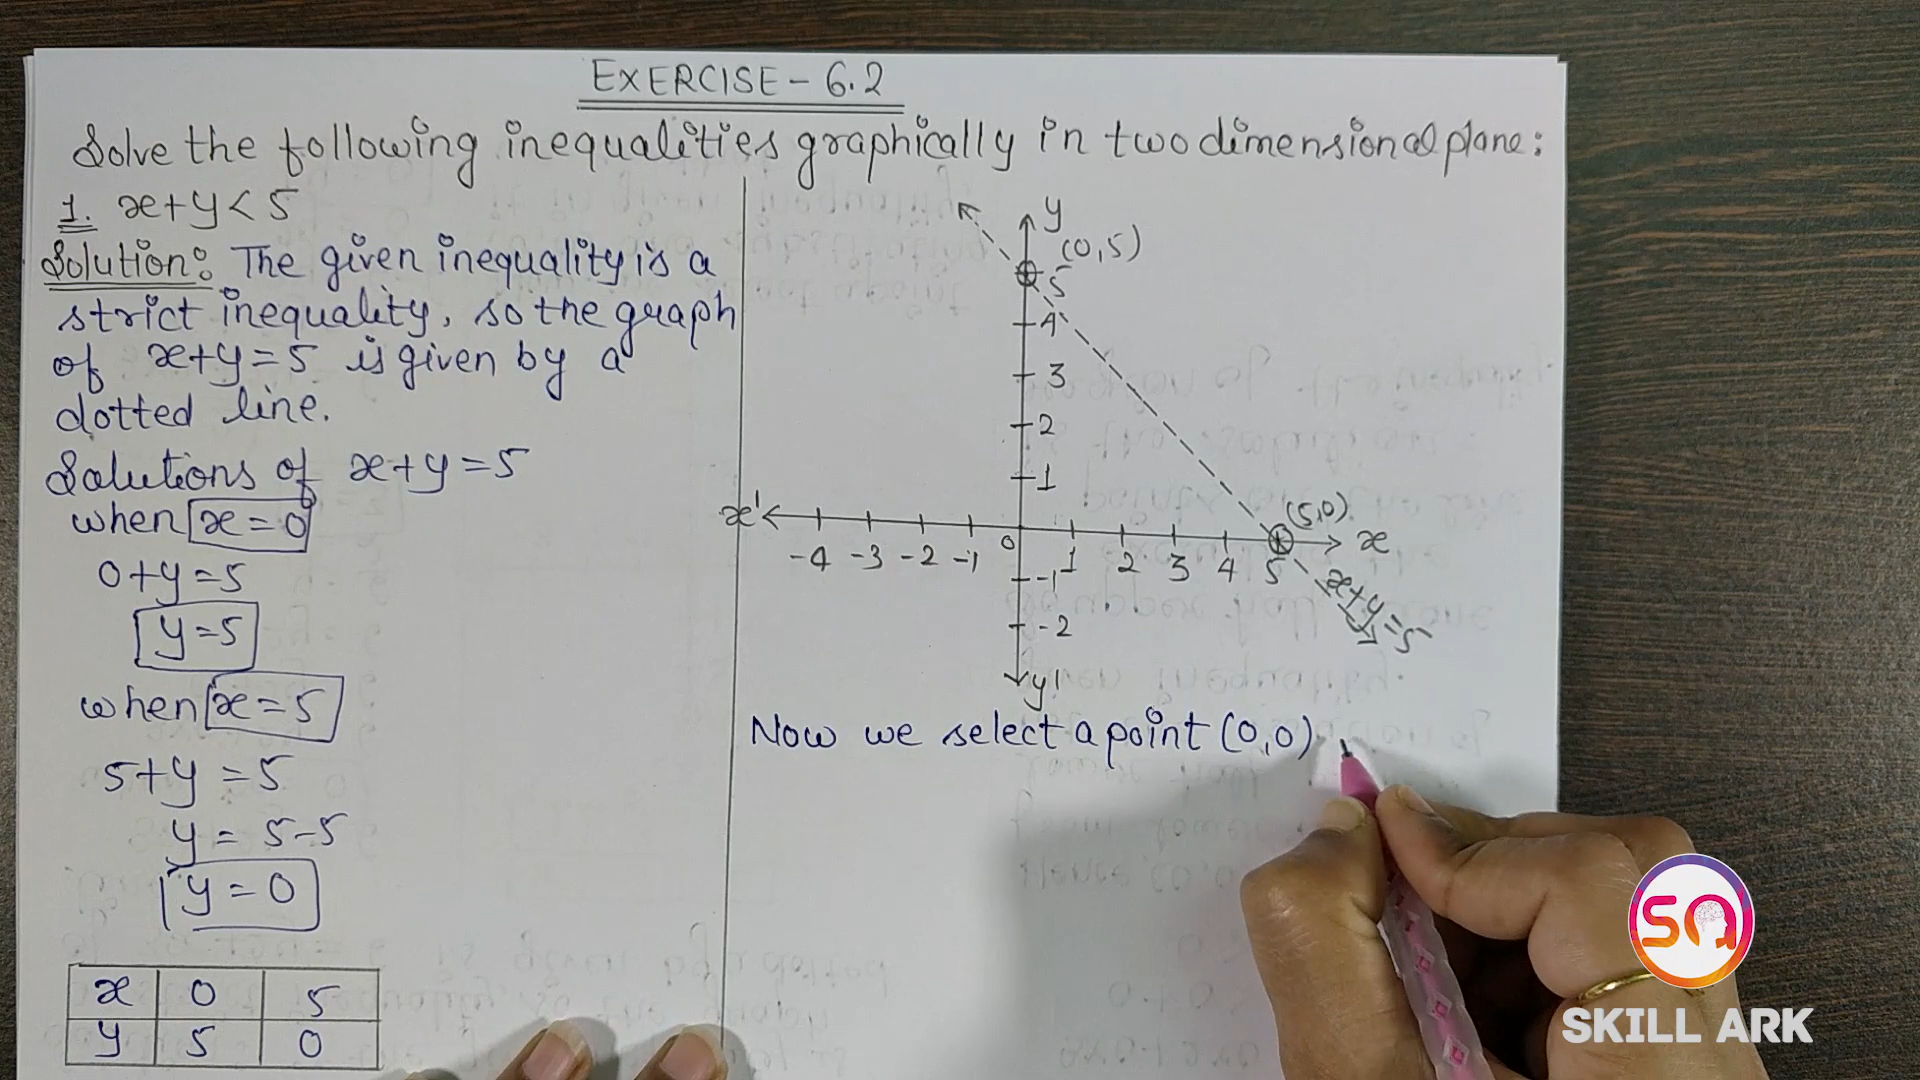 EXERCISE - 6.2
Solve the following inequalities graphically in two dimensional plane:
1. x+y<5
Solution: The given inequality is a
strict inequality, so the graph
of x+y=5 is given by a
dotted line.
Solutions of x+y=5
when x=0
0+y=5
y=5
when x=5
5+y=5
y=5-5
y=0
x 0 5
y 5 0
y
(0,5)
5
4
3
2
1
x' -4 -3 -2 -1 0 1 2 3 4 5 x
(5,0)
-1
-2
x+y=5
y'
Now we select a point (0,0)
SA
SKILL ARK